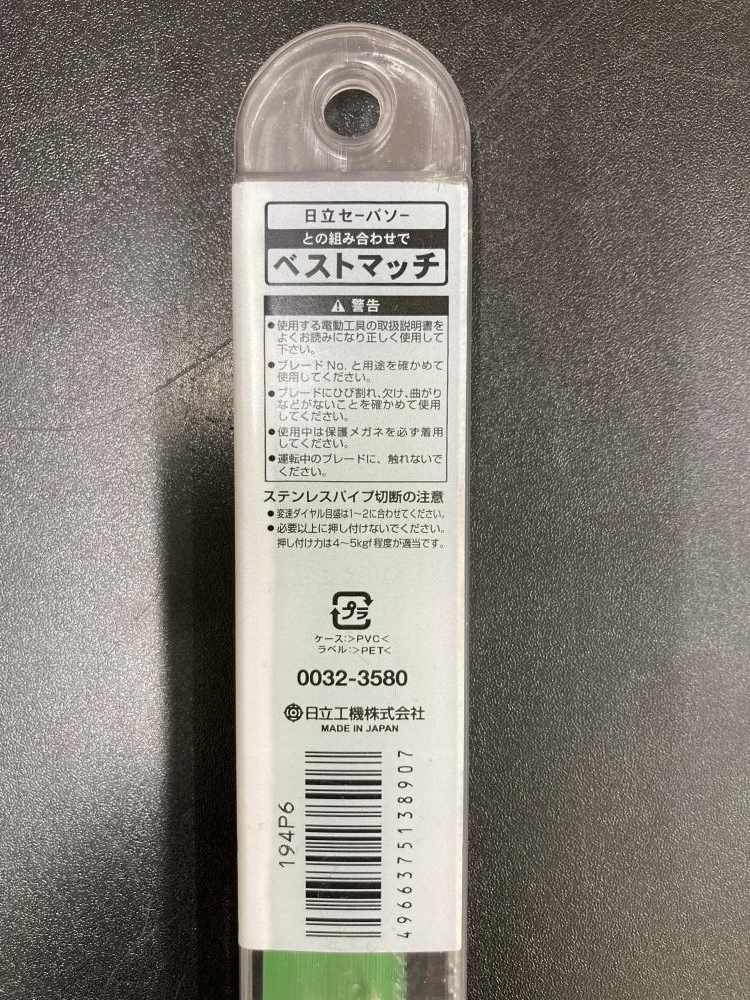 日立セーバソー
との組み合わせで
ベストマッチ
警告
●使用する電動工具の取扱説明書を
よくお読みになり正しく使用して
下さい。
●ブレードNo.と用途を確かめて
使用してください。
●ブレードにひび割れ、欠け、曲がり
などがないことを確かめて使用
してください。
●使用中は保護メガネを必ず着用
してください。
●運転中のブレードに、触れないで
ください。
ステンレスパイプ切断の注意
●変速ダイヤル目盛は1~2に合わせてください。
●必要以上に押し付けないでください。
押し付け力は4~5kgf程度が適当です。
プラ
ケース:>PVC<
ラベル:>PET<
0032-3580
日立工機株式会社
MADE IN JAPAN
194P6
4966375138907